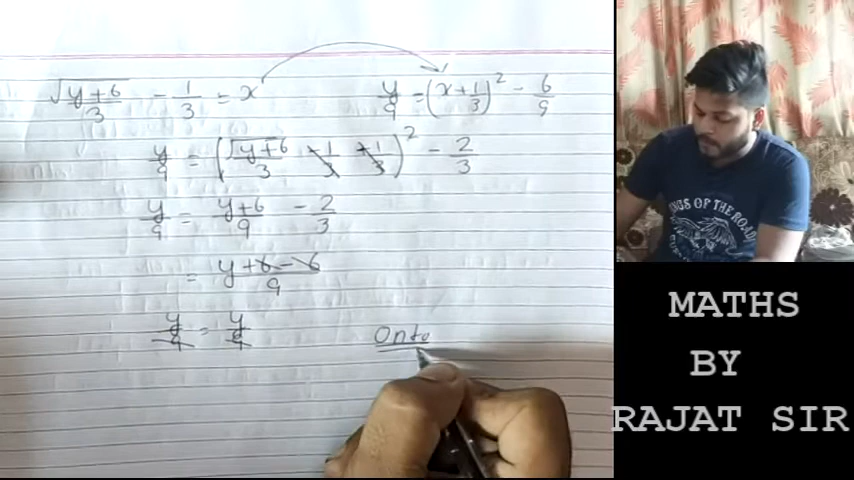 √y+6/3 - 1/3 = x
y/9 = (x + 1/3)² - 6/9
y/9 = (√y+6/3 - 1/3 + 1/3)² - 2/3
y/9 = y+6/9 - 2/3
= y+6-6/9
y/9 = y/9
Onto
KINGS OF THE ROAD
MATHS
BY
RAJAT SIR